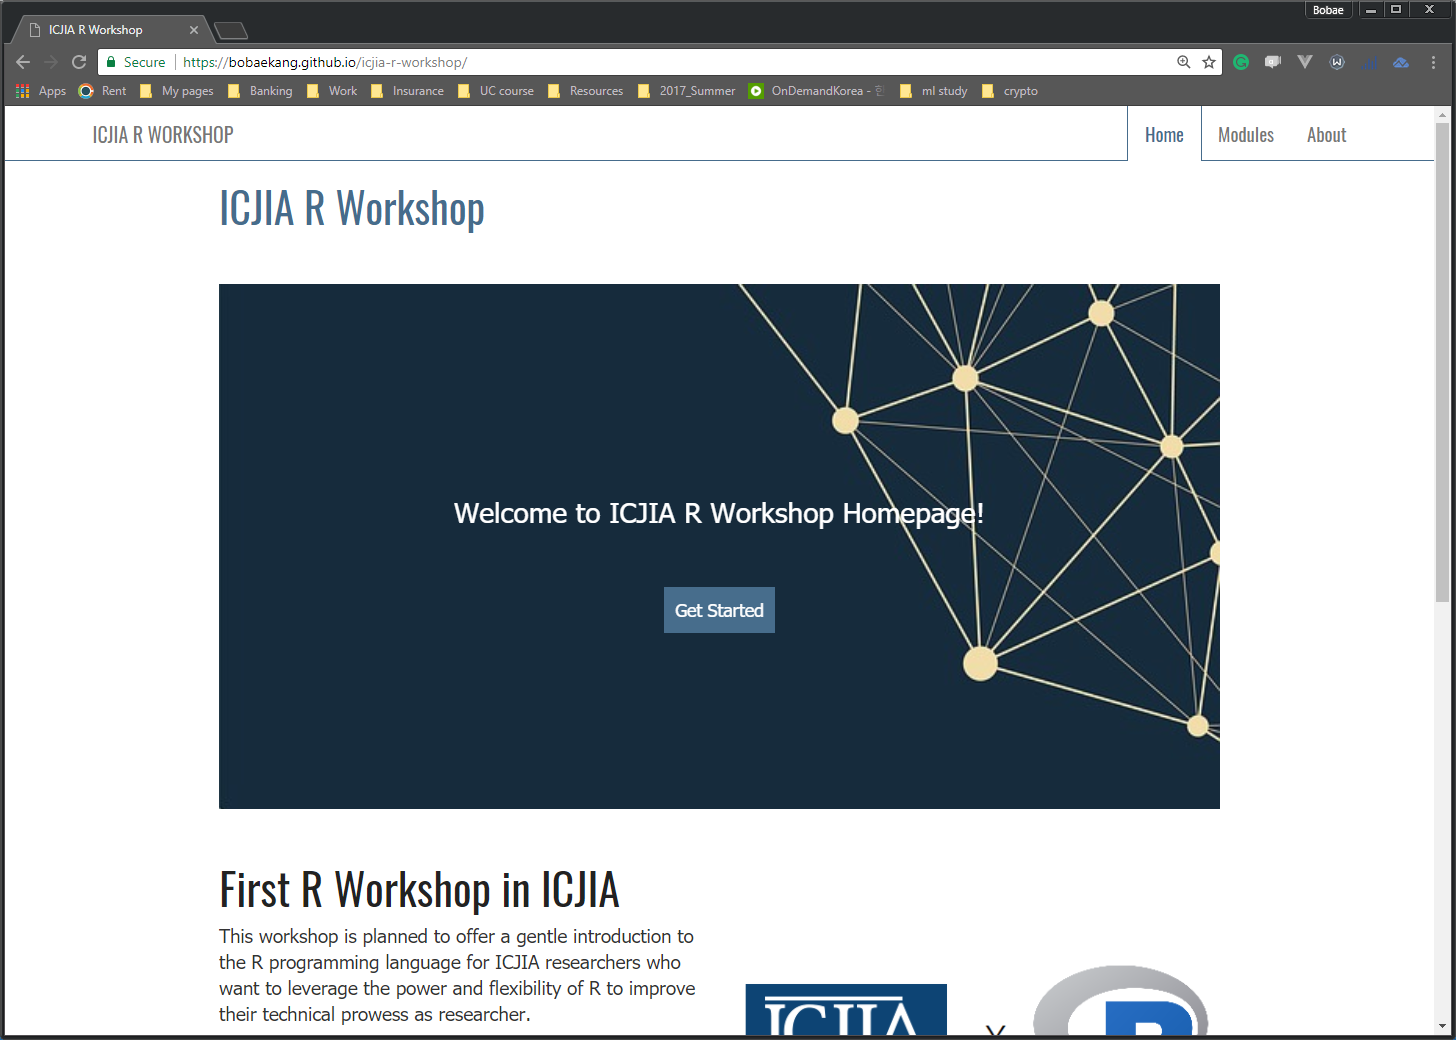 Bobae
ICJIA R Workshop
Secure https://bobaekang.github.io/icjia-r-workshop/
Apps Rent My pages Banking Work Insurance UC course Resources 2017_Summer OnDemandKorea - ml study crypto
ICJIA R WORKSHOP Home Modules About
ICJIA R Workshop
Welcome to ICJIA R Workshop Homepage!
Get Started
First R Workshop in ICJIA
This workshop is planned to offer a gentle introduction to
the R programming language for ICJIA researchers who
want to leverage the power and flexibility of R to improve
their technical prowess as researcher.
ICJIA X R